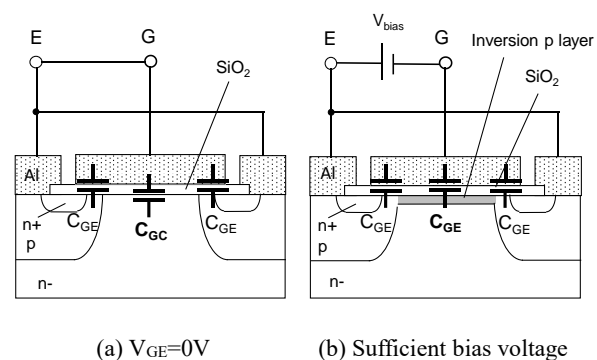 E
G
SiO₂
Al
n+
p
C_GE
C_GC
C_GE
n-
(a) V_GE=0V
V_bias
E
G
Inversion p layer
SiO₂
Al
n+
p
C_GE
C_GE
C_GE
n-
(b) Sufficient bias voltage